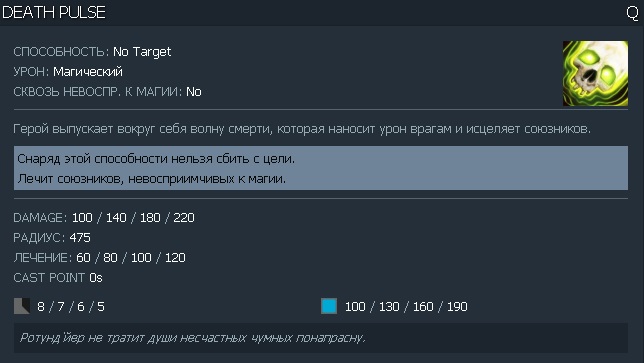 DEATH PULSE Q
СПОСОБНОСТЬ: No Target
УРОН: Магический
СКВОЗЬ НЕВОСПР. К МАГИИ: No
Герой выпускает вокруг себя волну смерти, которая наносит урон врагам и исцеляет союзников.
Снаряд этой способности нельзя сбить с цели.
Лечит союзников, невосприимчивых к магии.
DAMAGE: 100 / 140 / 180 / 220
РАДИУС: 475
ЛЕЧЕНИЕ: 60 / 80 / 100 / 120
CAST POINT 0s
8 / 7 / 6 / 5 100 / 130 / 160 / 190
Ротунд'йер не тратит души несчастных чумных понапрасну.